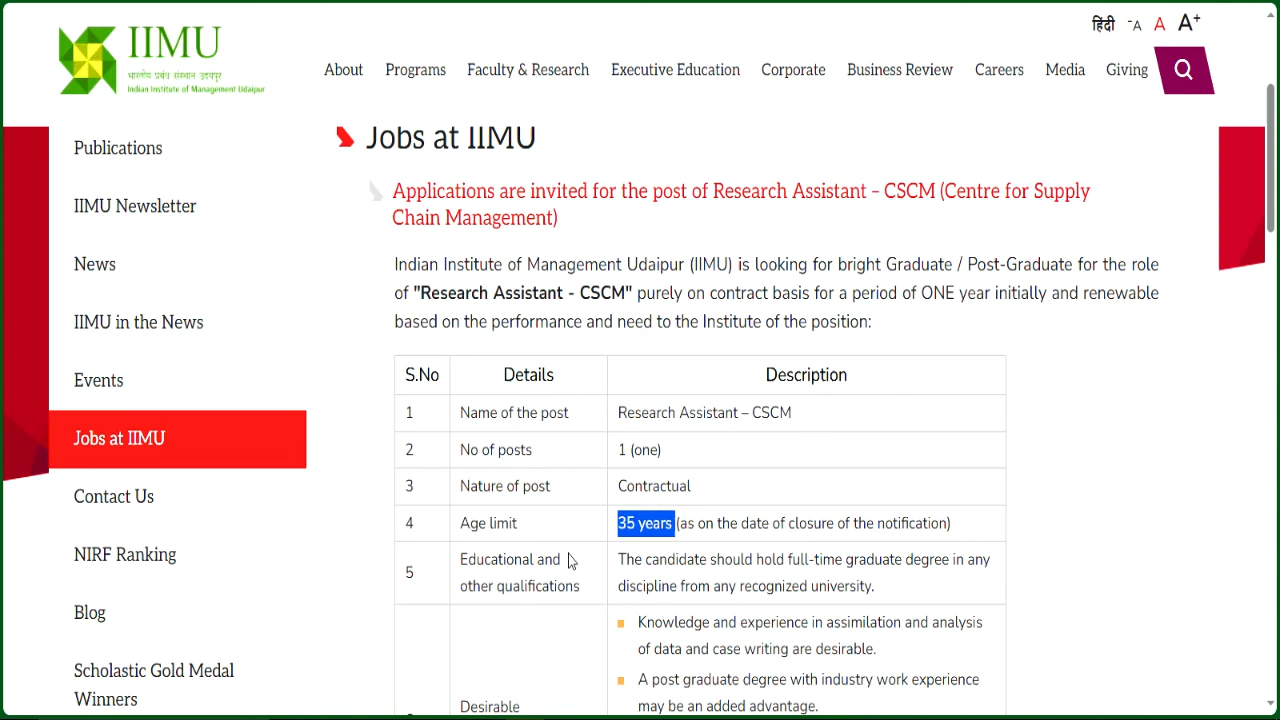 हिंदी -A A A+
IIMU
भारतीय प्रबंध संस्थान उदयपुर
Indian Institute of Management Udaipur
About Programs Faculty & Research Executive Education Corporate Business Review Careers Media Giving
Publications
IIMU Newsletter
News
IIMU in the News
Events
Jobs at IIMU
Contact Us
NIRF Ranking
Blog
Scholastic Gold Medal
Winners
Jobs at IIMU
Applications are invited for the post of Research Assistant – CSCM (Centre for Supply
Chain Management)
Indian Institute of Management Udaipur (IIMU) is looking for bright Graduate / Post-Graduate for the role
of "Research Assistant - CSCM" purely on contract basis for a period of ONE year initially and renewable
based on the performance and need to the Institute of the position:
S.No Details Description
1 Name of the post Research Assistant – CSCM
2 No of posts 1 (one)
3 Nature of post Contractual
4 Age limit 35 years (as on the date of closure of the notification)
5 Educational and other qualifications The candidate should hold full-time graduate degree in any
discipline from any recognized university.
Knowledge and experience in assimilation and analysis
of data and case writing are desirable.
A post graduate degree with industry work experience
Desirable may be an added advantage.